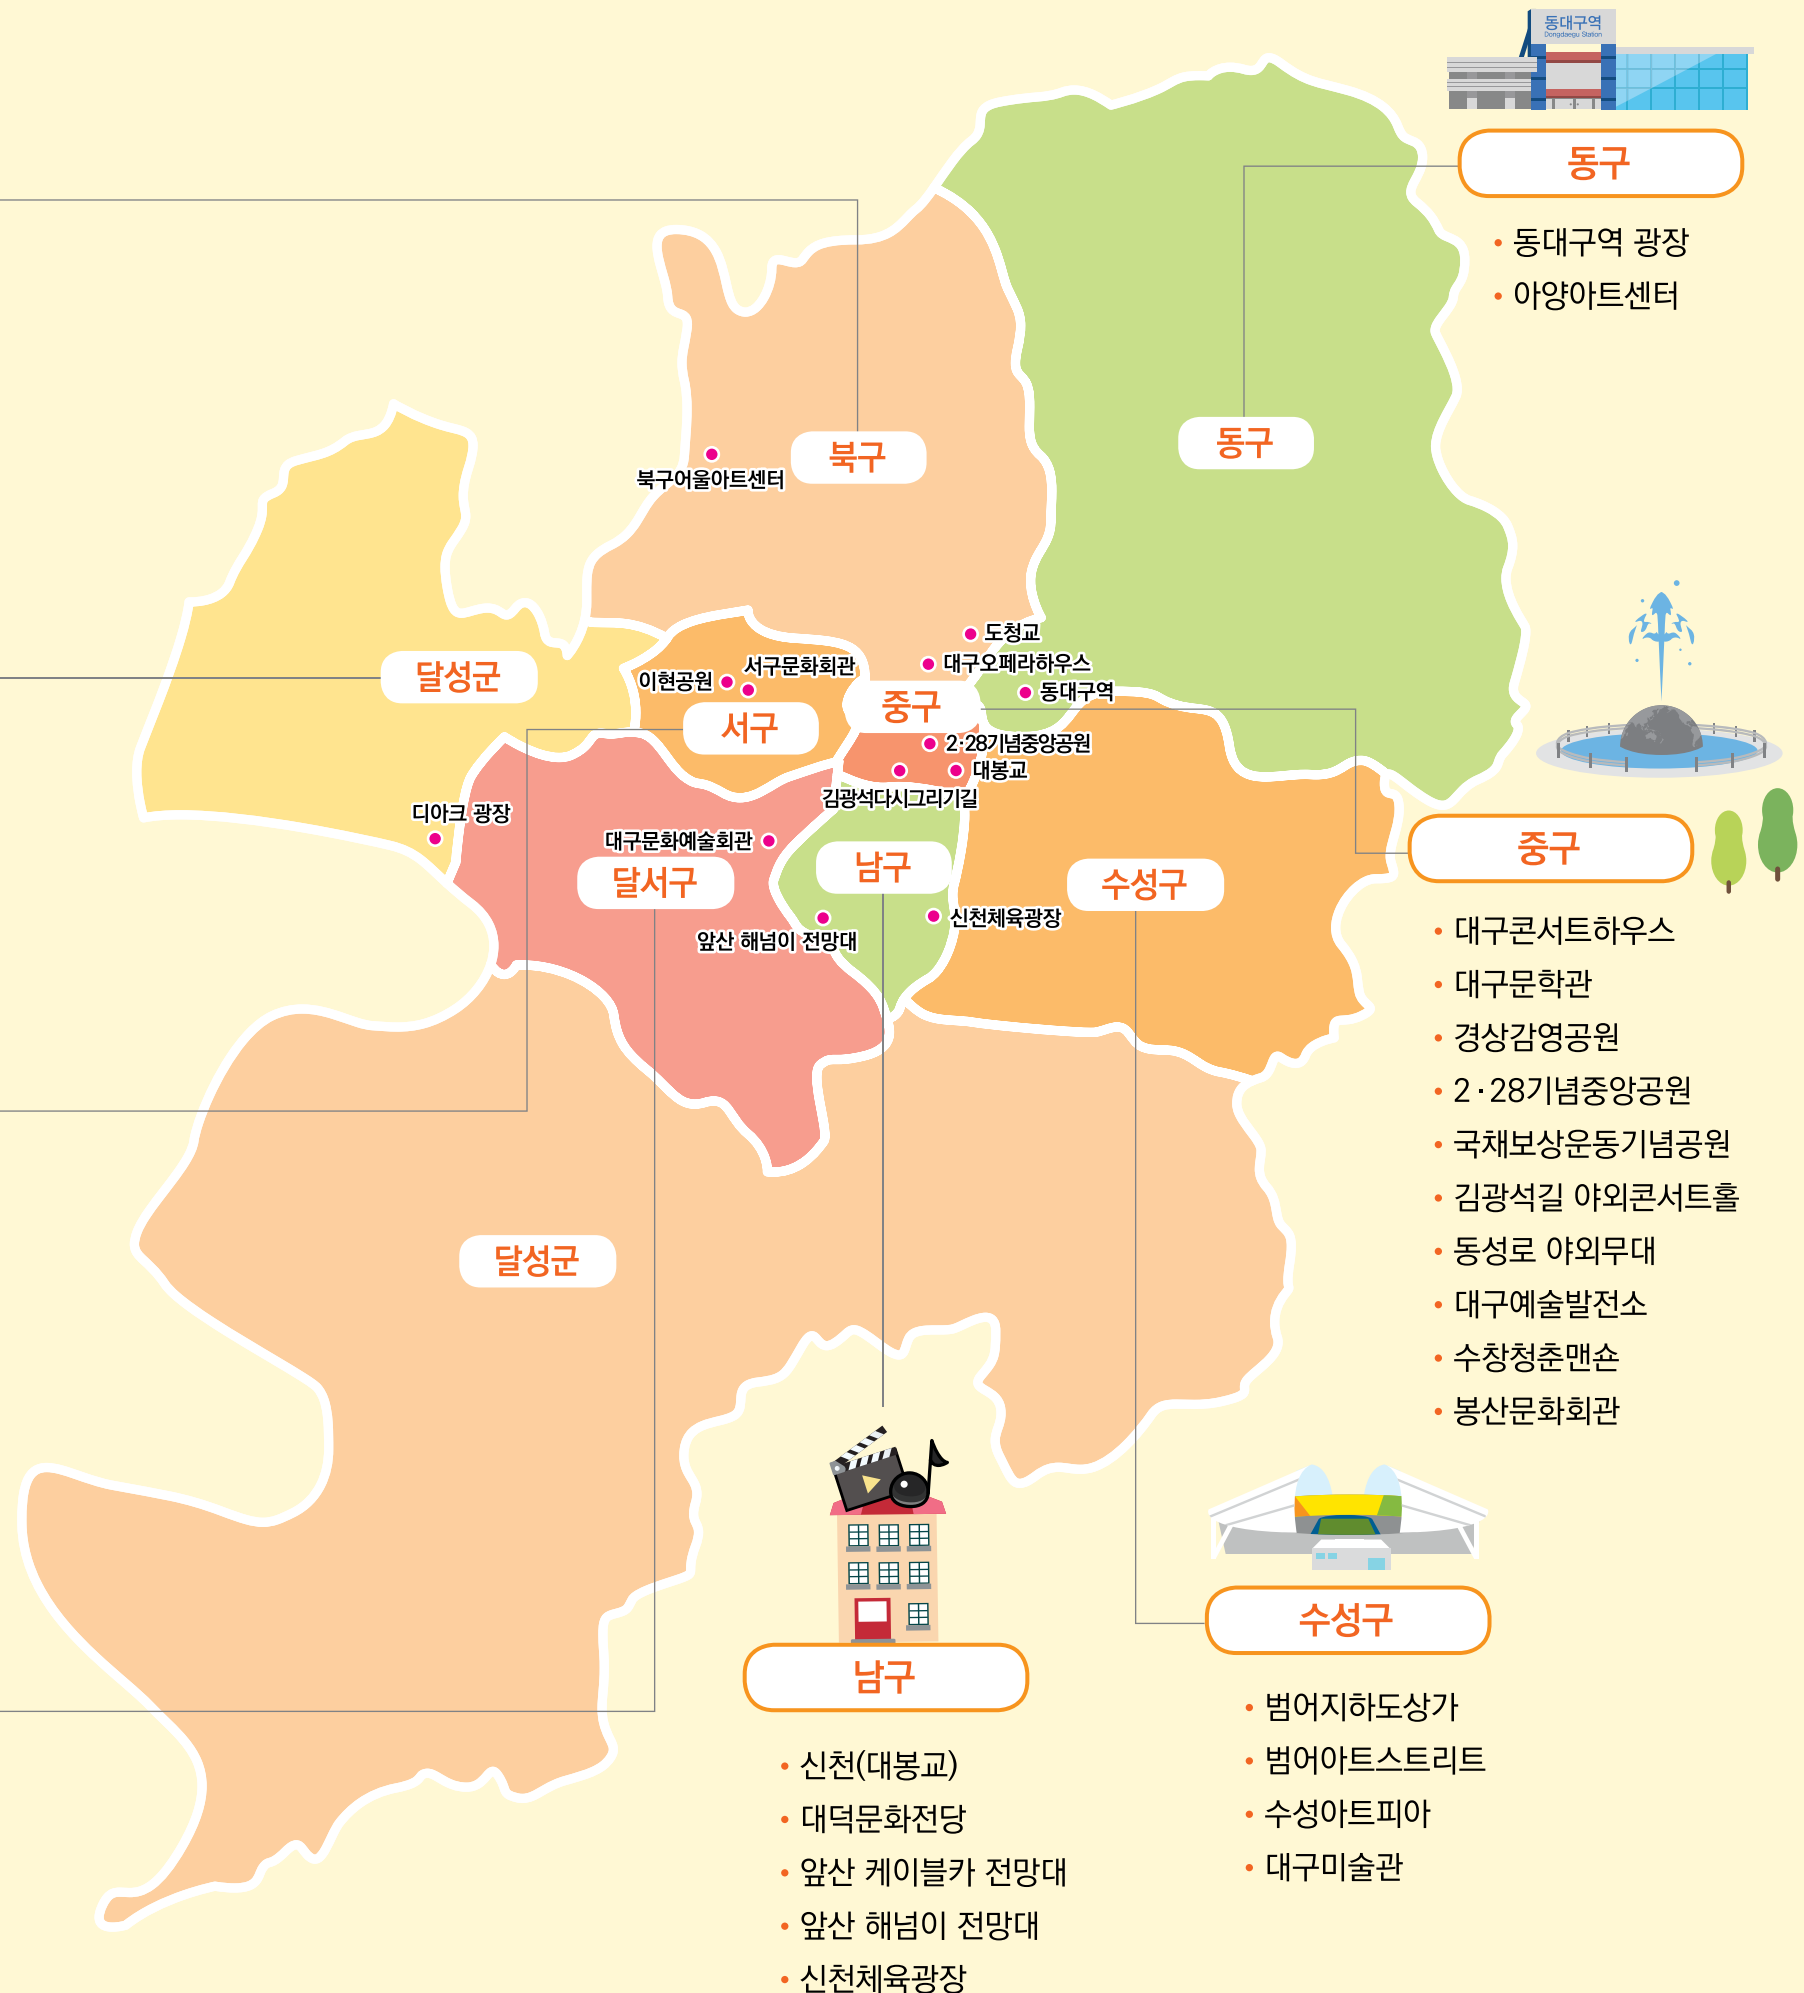 동대구역
Dongdaegu Station
동구
• 동대구역 광장
• 아양아트센터
북구
동구
북구어울아트센터
달성군
도청교
대구오페라하우스
동대구역
서구문화회관
이현공원
서구
중구
2·28기념중앙공원
대봉교
김광석다시그리기길
디아크 광장
대구문화예술회관
달서구
남구
수성구
신천체육광장
앞산 해넘이 전망대
달성군
중구
• 대구콘서트하우스
• 대구문학관
• 경상감영공원
• 2·28기념중앙공원
• 국채보상운동기념공원
• 김광석길 야외콘서트홀
• 동성로 야외무대
• 대구예술발전소
• 수창청춘맨숀
• 봉산문화회관
수성구
• 범어지하도상가
• 범어아트스트리트
• 수성아트피아
• 대구미술관
남구
• 신천(대봉교)
• 대덕문화전당
• 앞산 케이블카 전망대
• 앞산 해넘이 전망대
• 신천체육광장